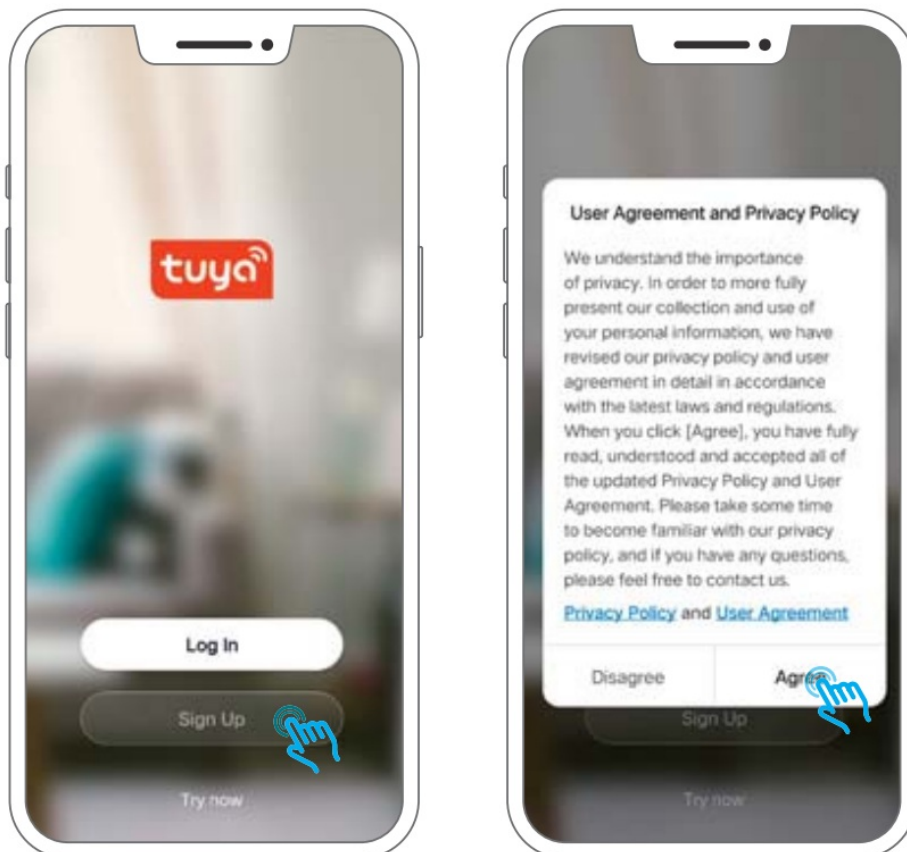 tuya
Log In
Sign Up
Try now
User Agreement and Privacy Policy
We understand the importance
of privacy. In order to more fully
present our collection and use of
your personal information, we have
revised our privacy policy and user
agreement in detail in accordance
with the latest laws and regulations.
When you click [Agree], you have fully
read, understood and accepted all of
the updated Privacy Policy and User
Agreement. Please take some time
to become familiar with our privacy
policy, and if you have any questions,
please feel free to contact us.
Privacy Policy and User Agreement
Disagree
Agree
Sign Up
Try now